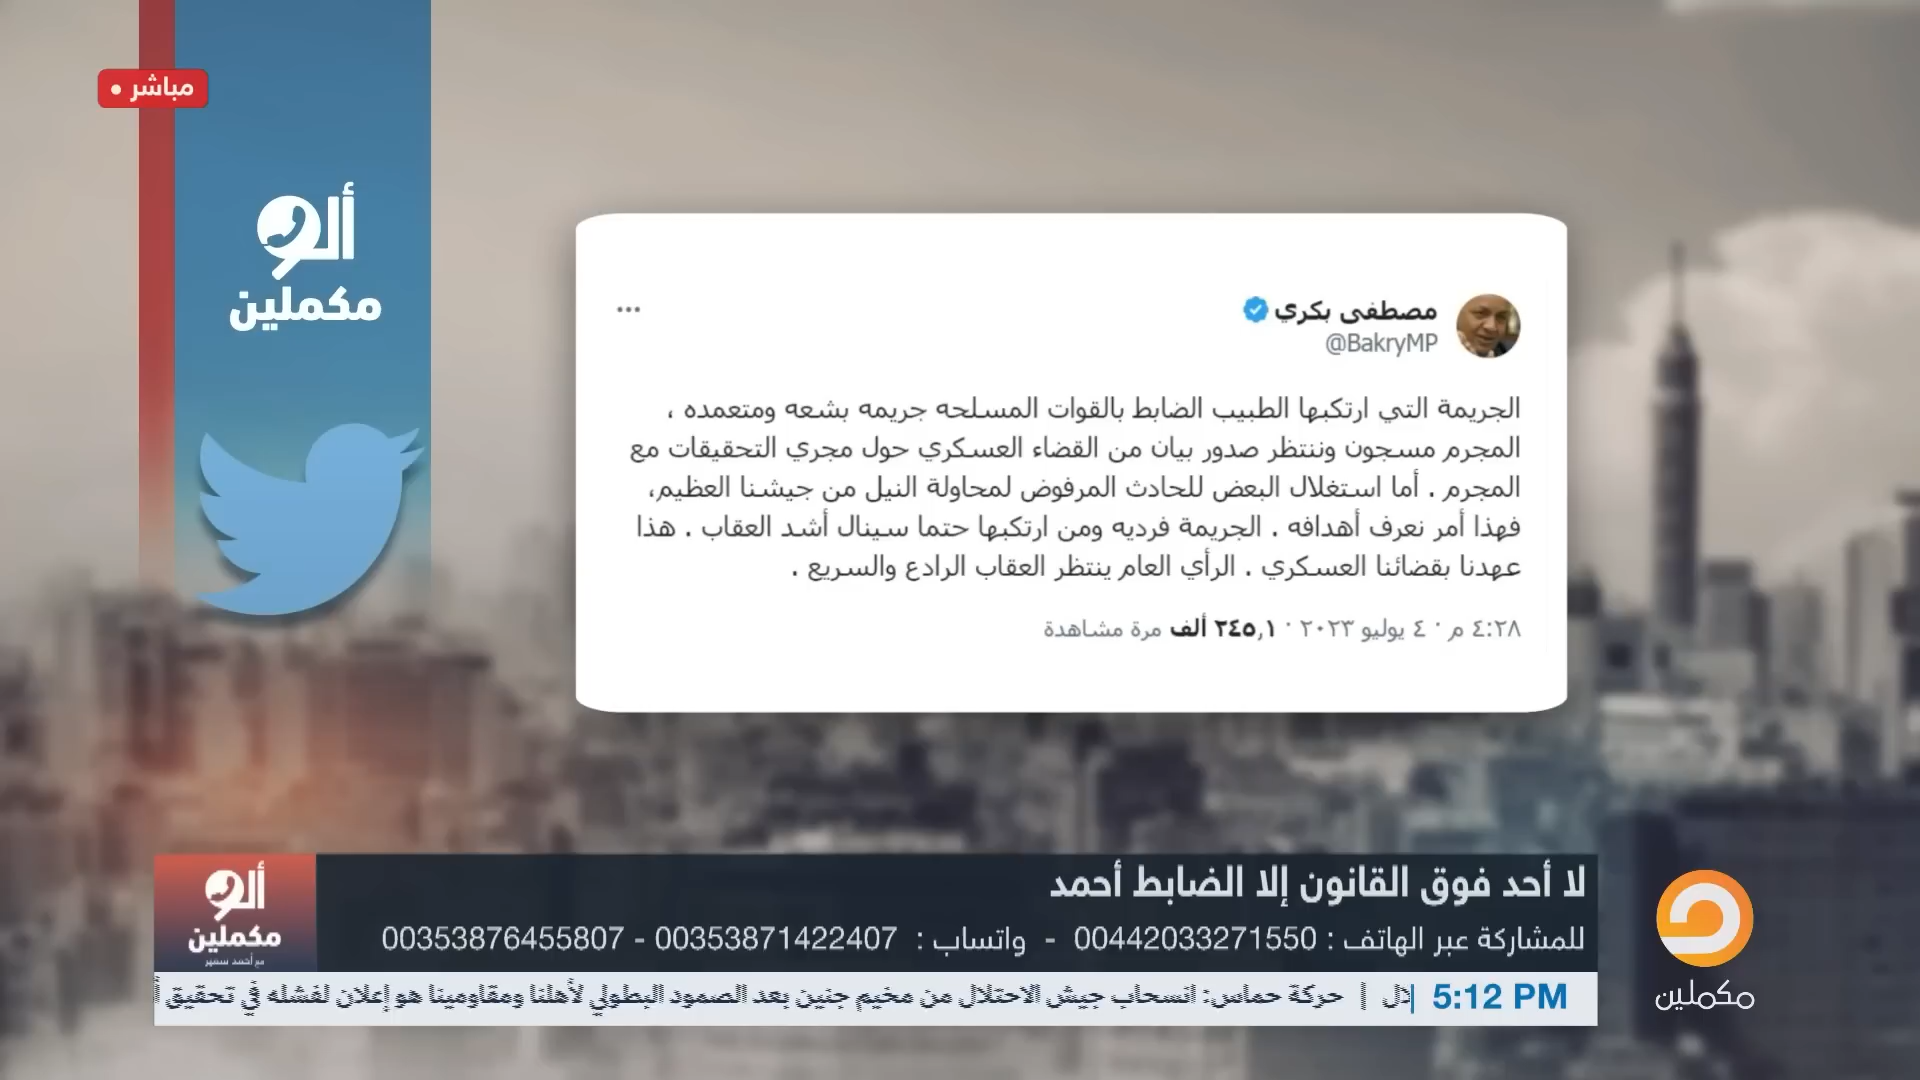 مباشر
ألو
مكملين
مصطفى بكري
@BakryMP
الجريمة التي ارتكبها الطبيب الضابط بالقوات المسلحه جريمه بشعه ومتعمده ،
المجرم مسجون وننتظر صدور بيان من القضاء العسكري حول مجري التحقيقات مع
المجرم . أما استغلال البعض للحادث المرفوض لمحاولة النيل من جيشنا العظيم،
فهذا أمر نعرف أهدافه . الجريمة فرديه ومن ارتكبها حتما سينال أشد العقاب . هذا
عهدنا بقضائنا العسكري . الرأي العام ينتظر العقاب الرادع والسريع .
٤:٢٨ م · ٤ يوليو ٢٠٢٣ · ٢٤٥,١ ألف مرة مشاهدة
لا أحد فوق القانون إلا الضابط أحمد
للمشاركة عبر الهاتف : 00442033271550 - واتساب : 00353871422407 - 00353876455807
ألو
مكملين
مع أحمد سمير
5:12 PM
| حركة حماس: انسحاب جيش الاحتلال من مخيم جنين بعد الصمود البطولي لأهلنا ومقاومينا هو إعلان لفشله في تحقيق
مكملين